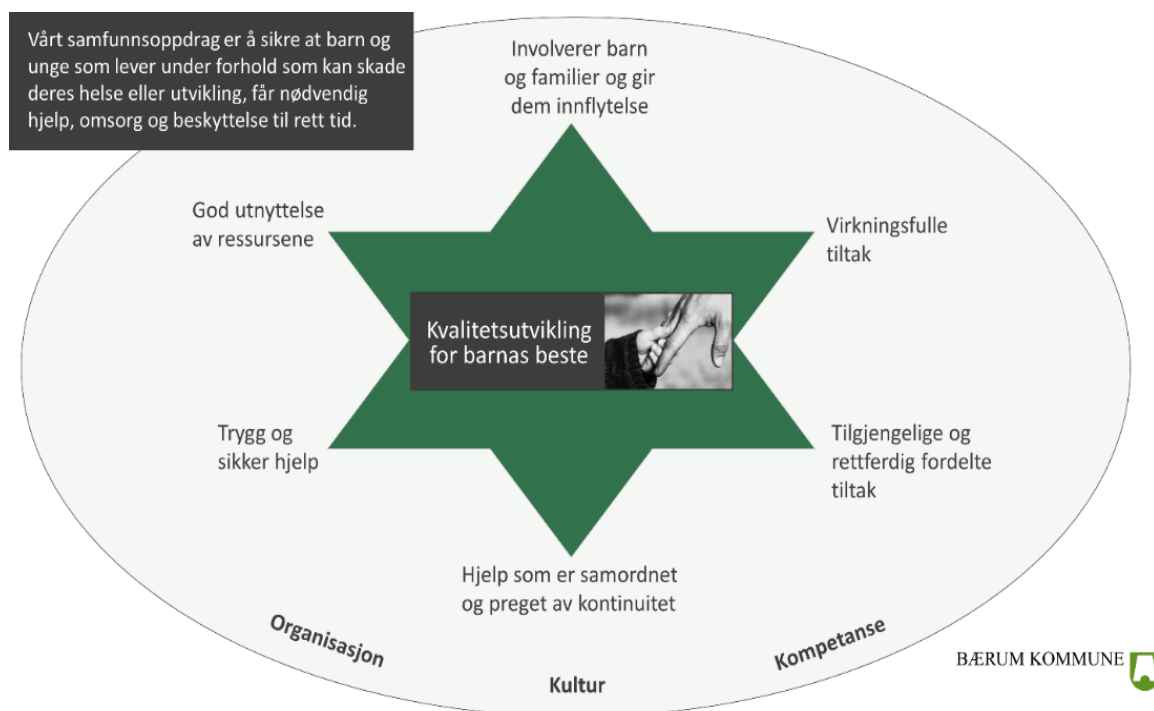 Vårt samfunnsoppdrag er å sikre at barn og
unge som lever under forhold som kan skade
deres helse eller utvikling, får nødvendig
hjelp, omsorg og beskyttelse til rett tid.
Involverer barn
og familier og gir
dem innflytelse
God utnyttelse
av ressursene
Virkningsfulle
tiltak
Kvalitetsutvikling
for barnas beste
Trygg og
sikker hjelp
Tilgjengelige og
rettferdig fordelte
tiltak
Hjelp som er samordnet
og preget av kontinuitet
Organisasjon
Kultur
Kompetanse
BÆRUM KOMMUNE